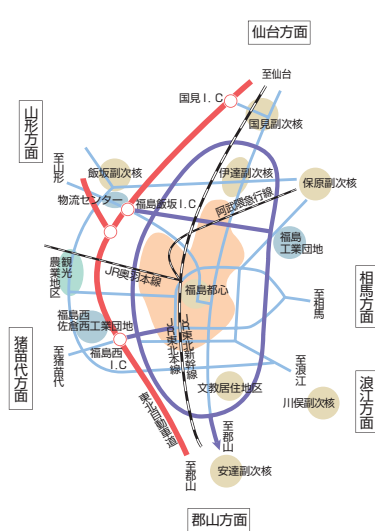 仙台方面
至仙台
国見I.C
国見副次核
山形方面
至山形
飯坂副次核
伊達副次核
保原副次核
物流センター
福島飯坂I.C
阿武隈急行線
福島
工業団地
観光
農業地区
JR奥羽本線
福島都心
相馬方面
至相馬
福島西
佐倉西工業団地
福島西
I.C
JR東北本線
JR東北新幹線
猪苗代方面
至猪苗代
至浪江
浪江方面
文教居住地区
川俣副次核
東北自動車道
至郡山
至郡山
安達副次核
郡山方面